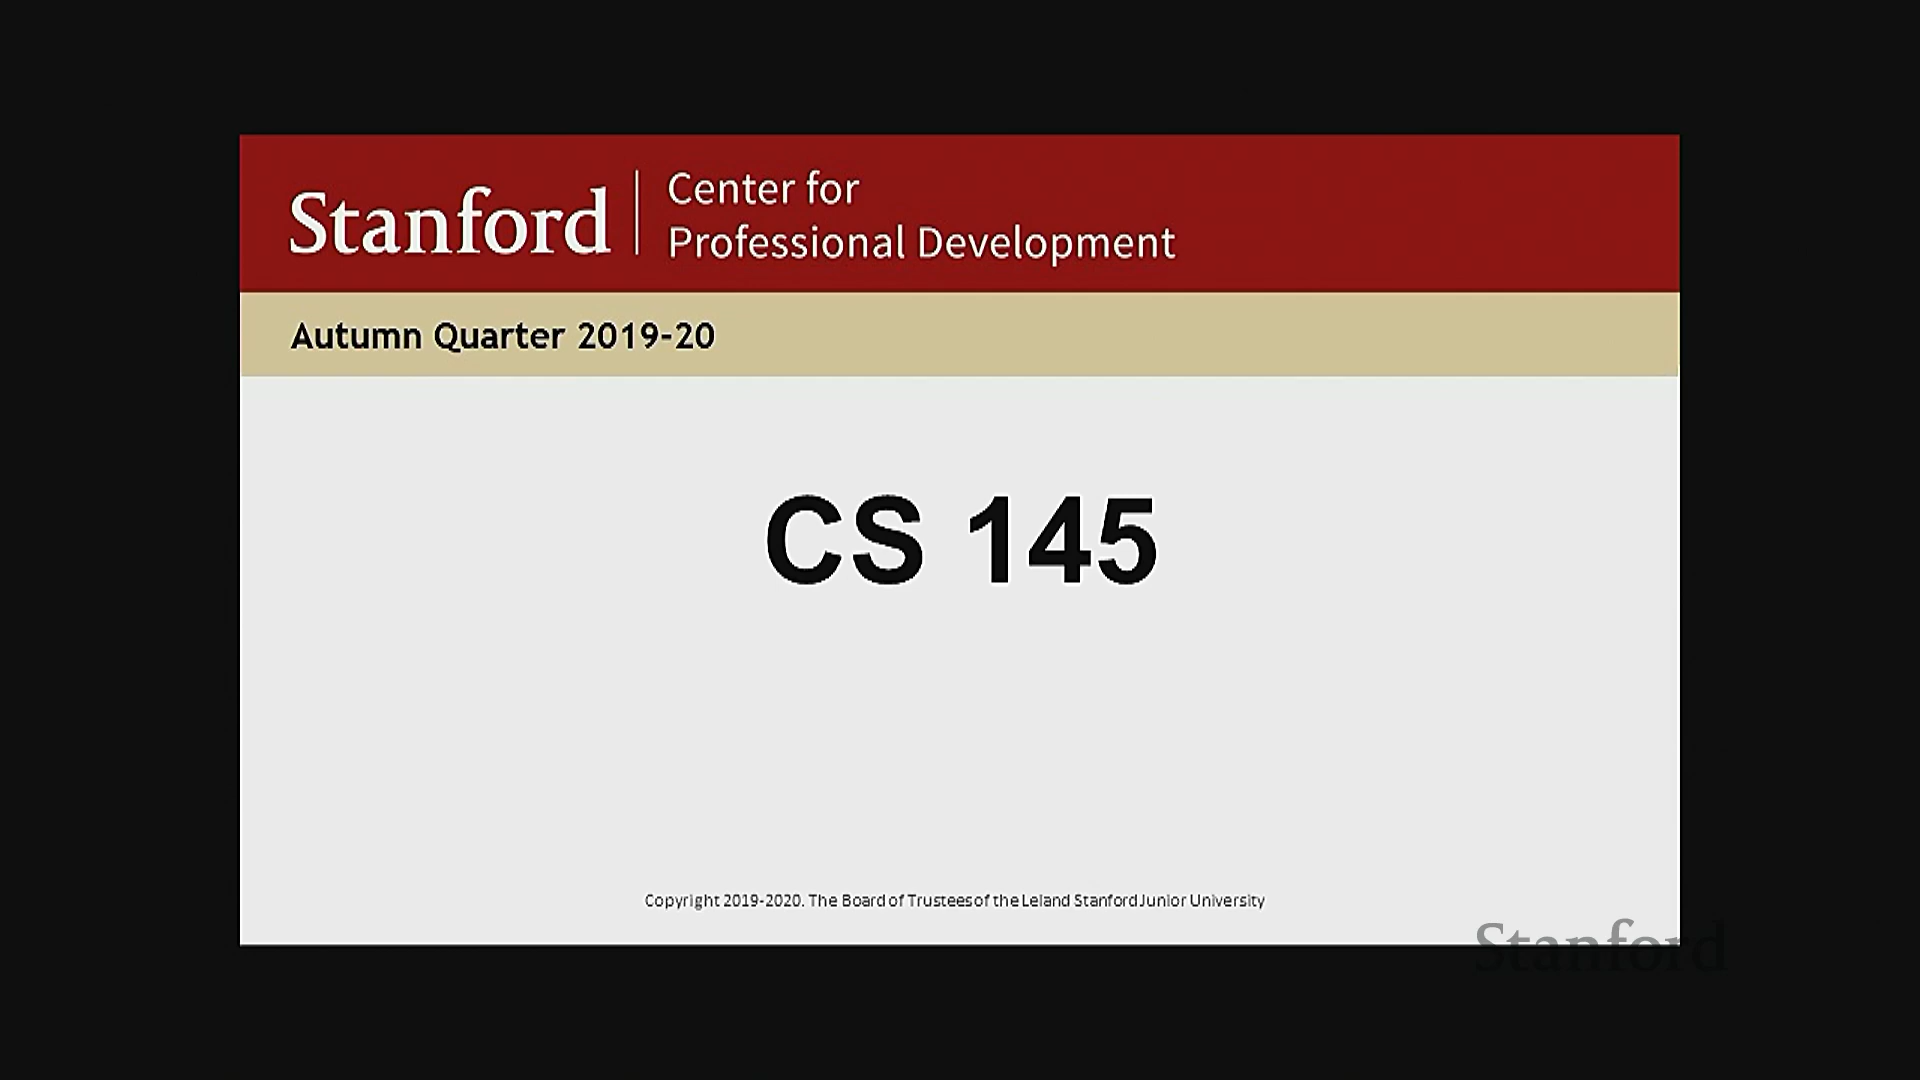 Stanford
Center for
Professional Development
Autumn Quarter 2019-20
CS 145
Copyright 2019-2020. The Board of Trustees of the Leland Stanford Junior University
Stanford